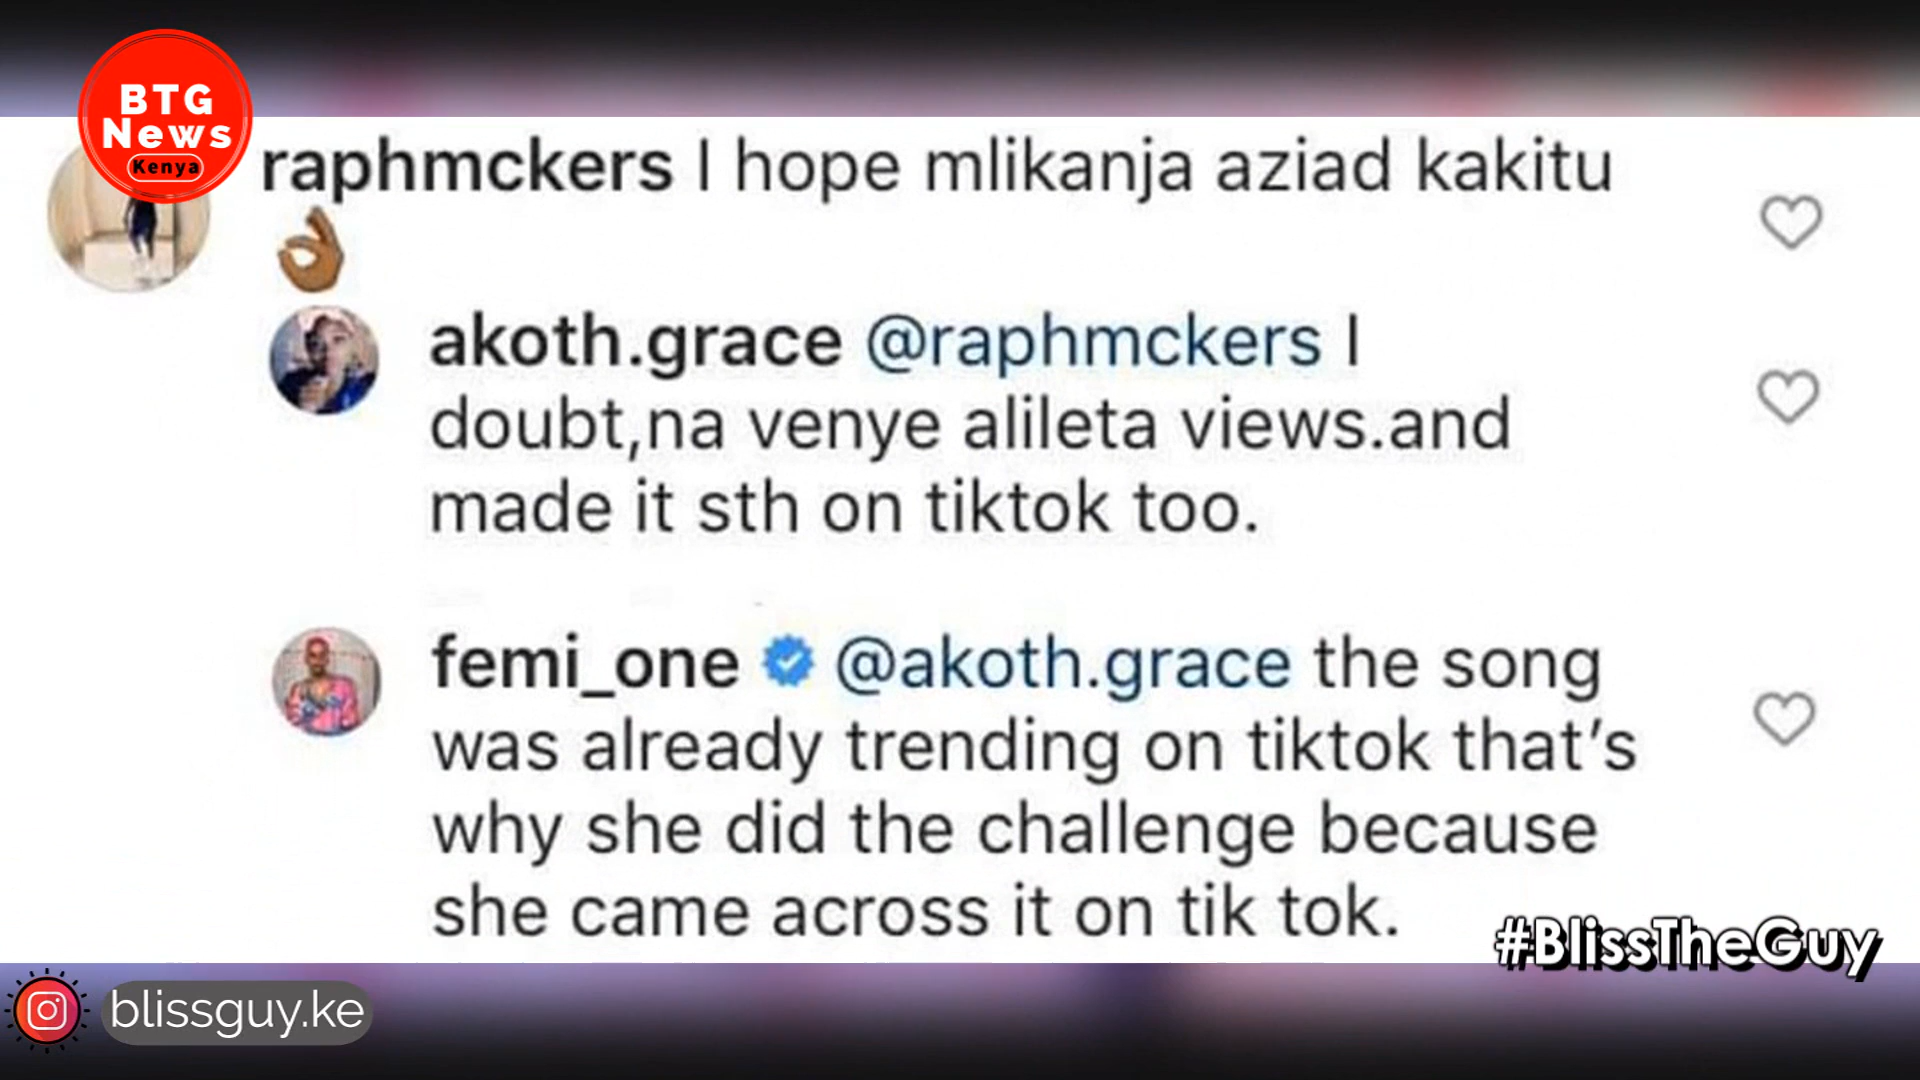 BTG
News
Kenya
raphmckers I hope mlikanja aziad kakitu
👌🏾
akoth.grace @raphmckers I
doubt,na venye alileta views.and
made it sth on tiktok too.
femi_one @akoth.grace the song
was already trending on tiktok that's
why she did the challenge because
she came across it on tik tok.
#BlissTheGuy
blissguy.ke